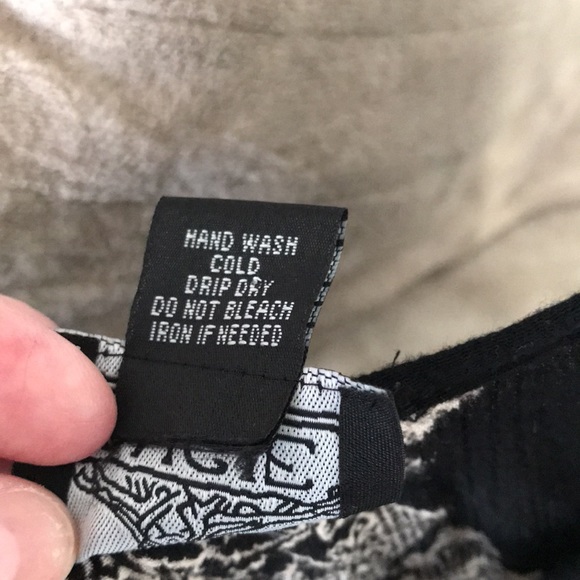 HAND WASH
COLD
DRIP DRY
DO NOT BLEACH
IRON IF NEEDED